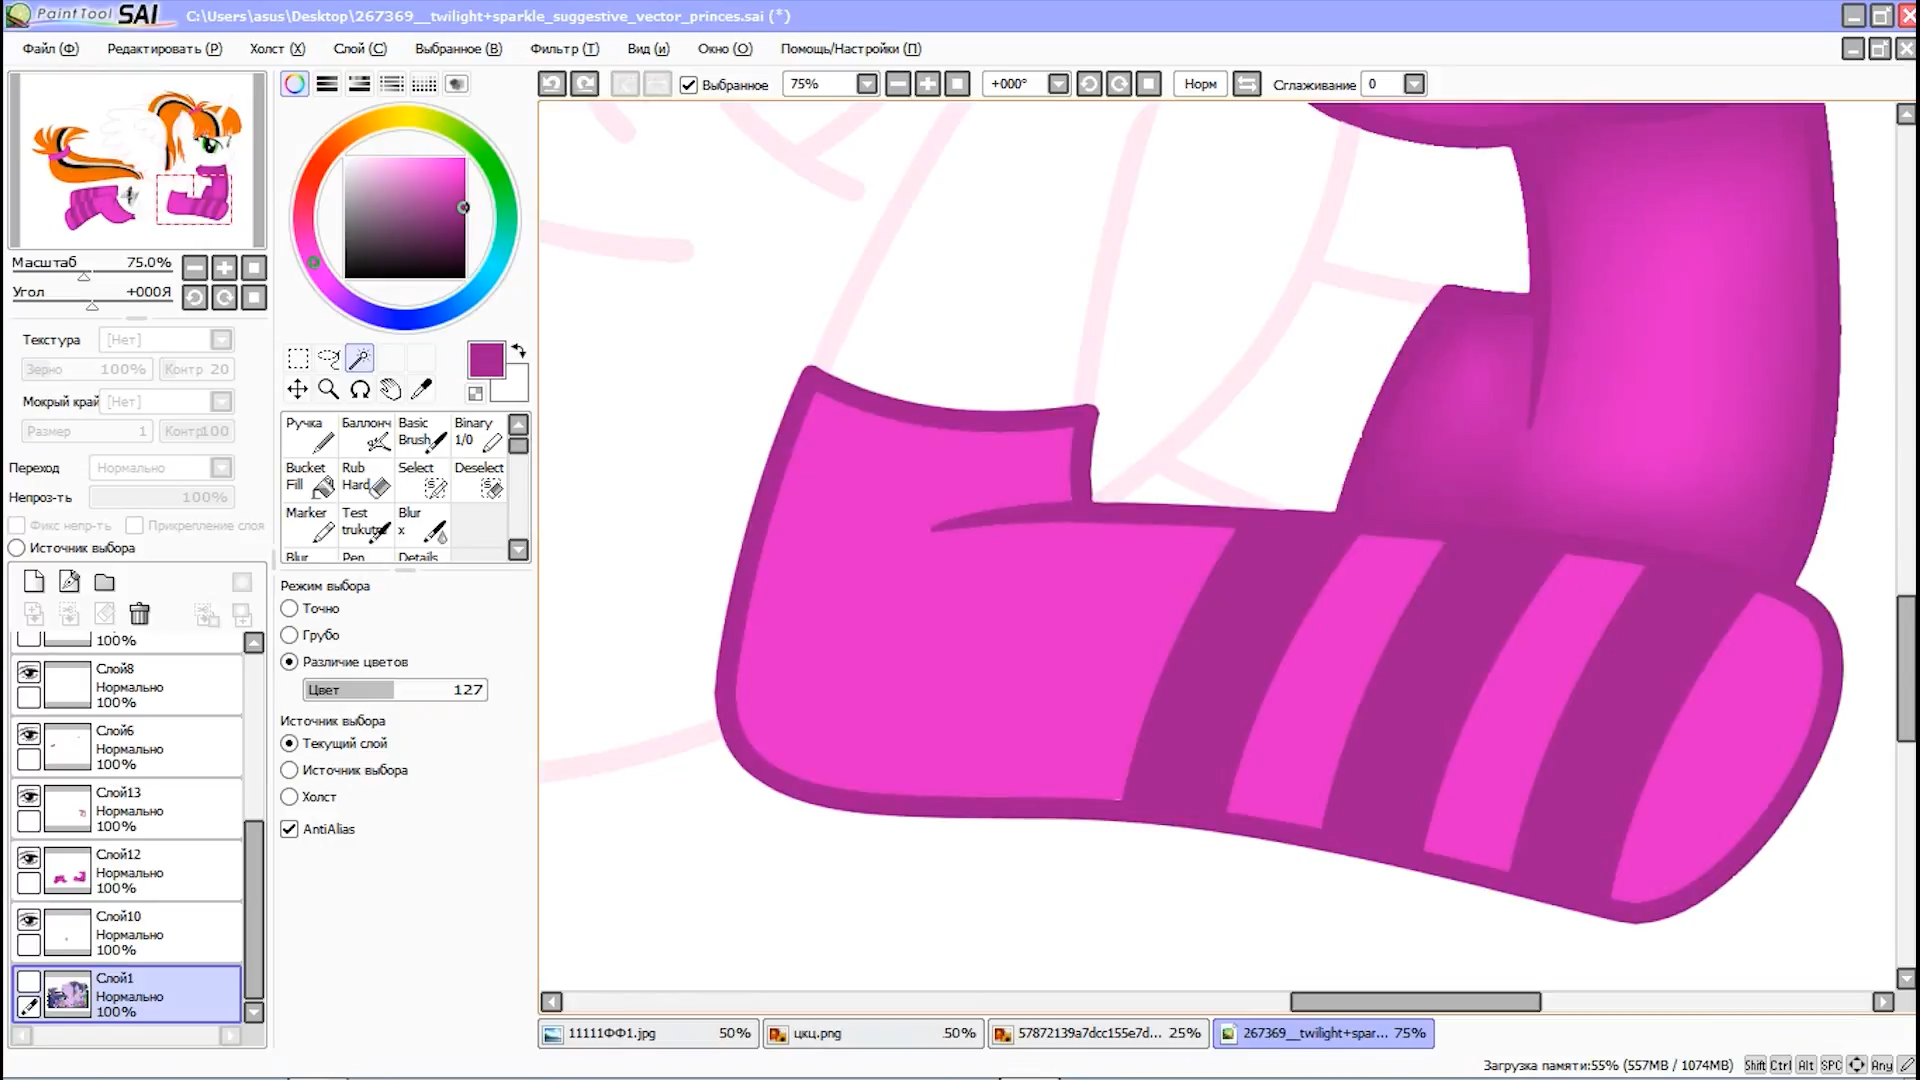 PaintTool SAI
C:\Users\asus\Desktop\267369__twilight+sparkle_suggestive_vector_princes.sai (*)
Файл (Ф) Редактировать (Р) Холст (Х) Слой (С) Выбранное (В) Фильтр (Т) Вид (и) Окно (О) Помощь/Настройки (П)
Выбранное 75% +000° Норм Сглаживание 0
Масштаб 75.0%
Угол +000Я
Текстура [Нет]
Зерно 100% Контр 20
Мокрый край [Нет]
Размер 1 Контр100
Переход Нормально
Непроз-ть 100%
Фикс непр-ть Прикрепление слоя
Источник выбора
100%
Слой8
Нормально
100%
Слой6
Нормально
100%
Слой13
Нормально
100%
Слой12
Нормально
100%
Слой10
Нормально
100%
Слой1
Нормально
100%
Ручка Баллонч Basic Brush Binary 1/0
Bucket Fill Rub Hard Select Deselect
Marker Test Blur x
Blur Pen Details
Режим выбора
Точно
Грубо
Различие цветов
Цвет 127
Источник выбора
Текущий слой
Источник выбора
Холст
AntiAlias
11111ФФ1.jpg 50% цкц.png 50% 57872139a7dcc155e7d... 25% 267369__twilight+spar... 75%
Загрузка памяти:55% (557MB / 1074MB) Shift Ctrl Alt SPC Any